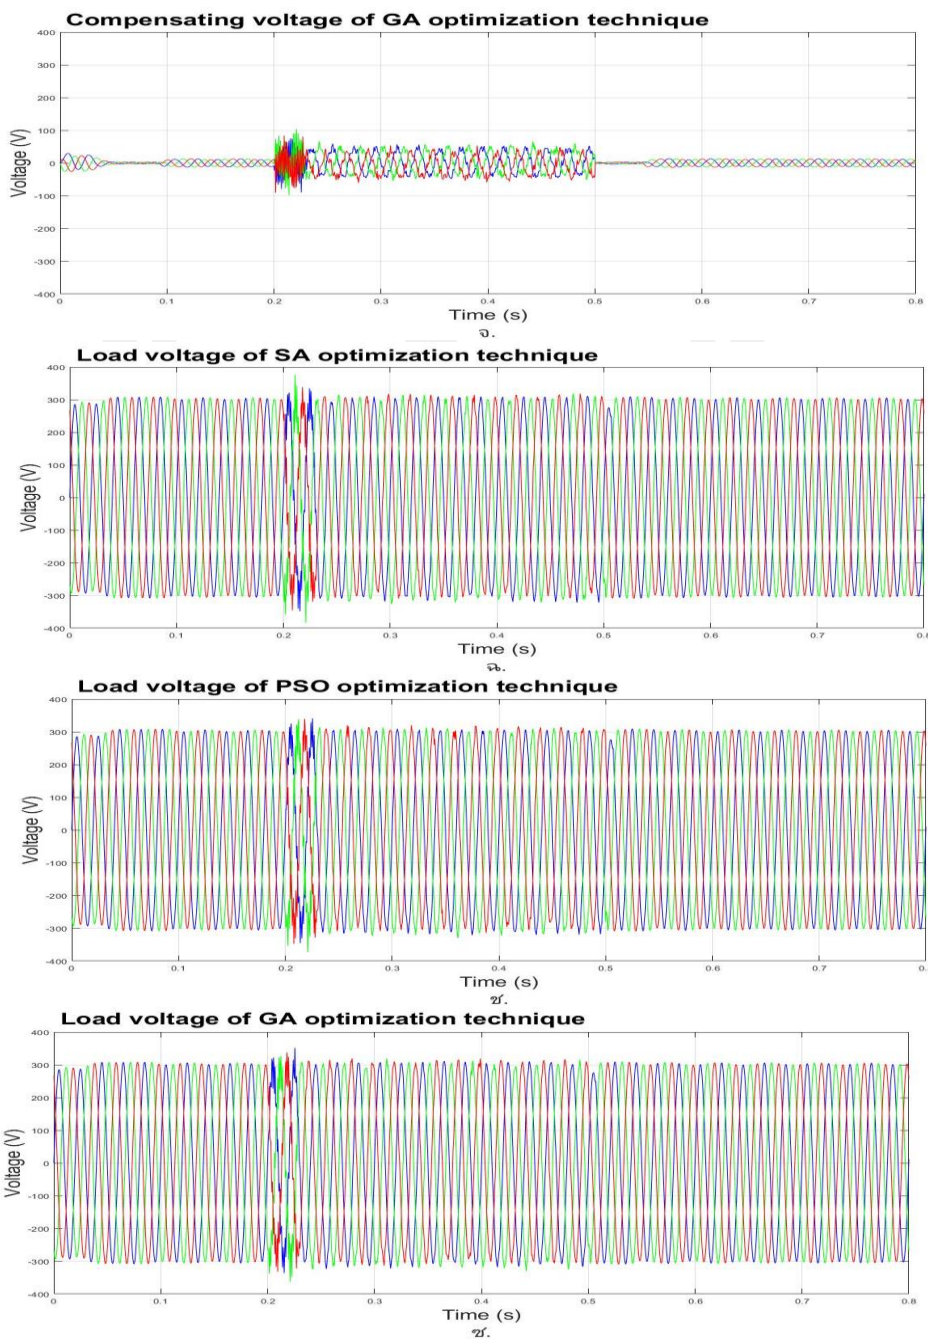 Compensating voltage of GA optimization technique
400
300
200
100
0
-100
-200
-300
-400
Voltage (V)
0 0.1 0.2 0.3 0.4 0.5 0.6 0.7 0.8
Time (s)
จ.
Load voltage of SA optimization technique
400
300
200
100
0
-100
-200
-300
-400
Voltage (V)
0 0.1 0.2 0.3 0.4 0.5 0.6 0.7 0.8
Time (s)
ฉ.
Load voltage of PSO optimization technique
400
300
200
100
0
-100
-200
-300
-400
Voltage (V)
0 0.1 0.2 0.3 0.4 0.5 0.6 0.7 0.8
Time (s)
ช.
Load voltage of GA optimization technique
400
300
200
100
0
-100
-200
-300
-400
Voltage (V)
0 0.1 0.2 0.3 0.4 0.5 0.6 0.7 0.8
Time (s)
ซ.